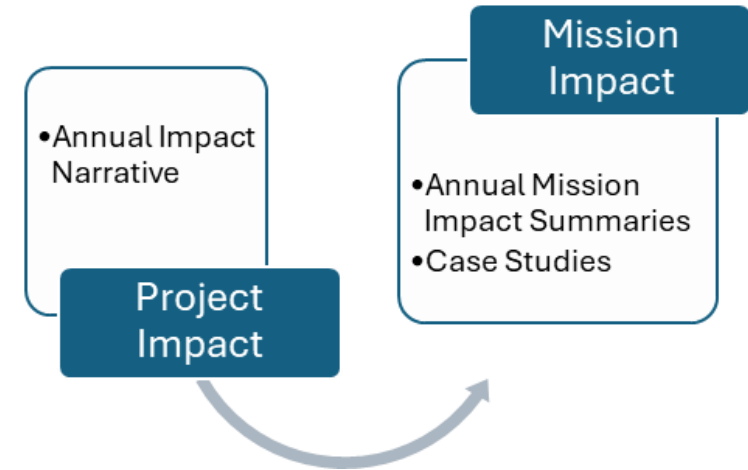 •Annual Impact
Narrative
Project
Impact
Mission
Impact
•Annual Mission
Impact Summaries
•Case Studies